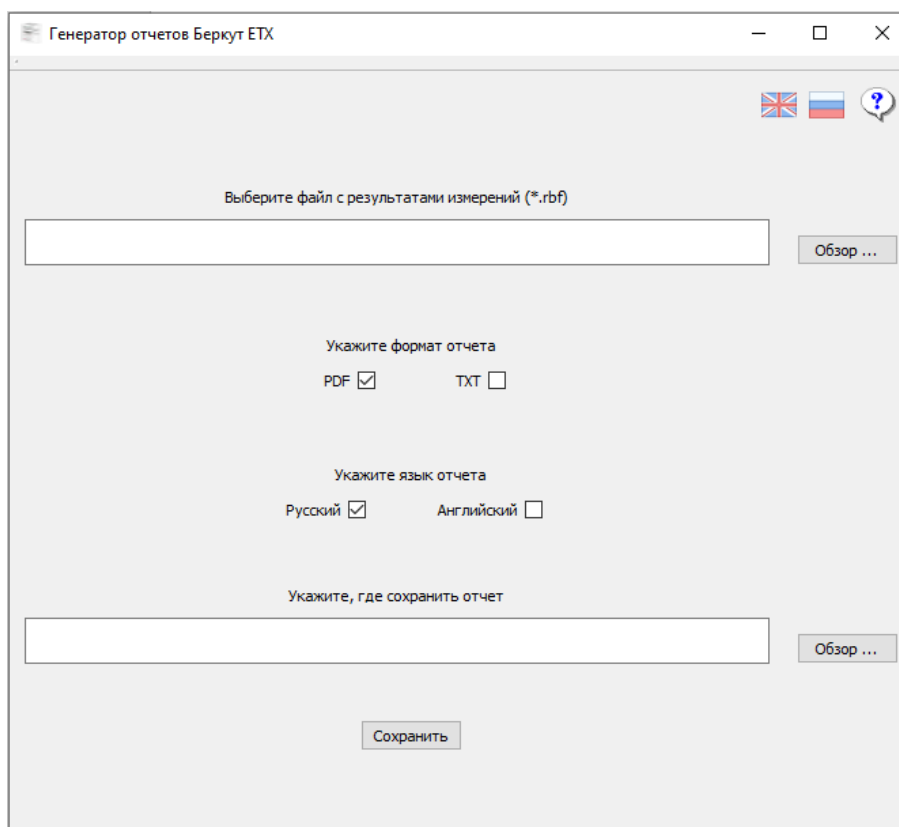 Генератор отчетов Беркут ETX
?
Выберите файл с результатами измерений (*.rbf)
Обзор ...
Укажите формат отчета
PDF TXT
Укажите язык отчета
Русский Английский
Укажите, где сохранить отчет
Обзор ...
Сохранить